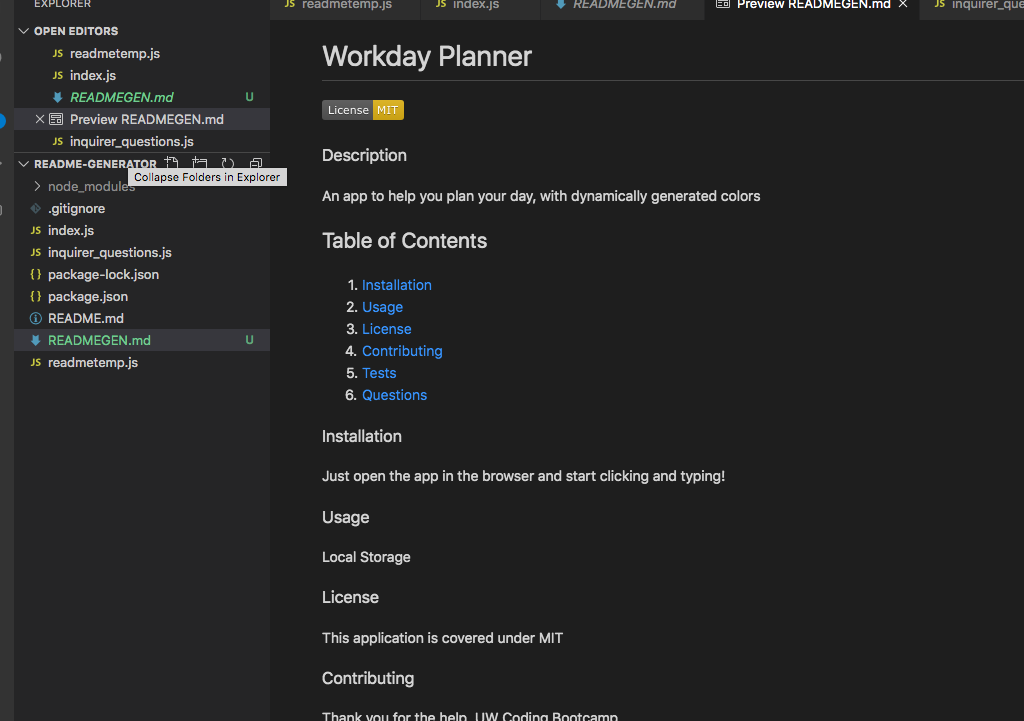 EXPLORER
OPEN EDITORS
JS readmetemp.js
JS index.js
READMEGEN.md U
Preview READMEGEN.md
JS inquirer_questions.js
README-GENERATOR
Collapse Folders in Explorer
node_modules
.gitignore
JS index.js
JS inquirer_questions.js
{} package-lock.json
{} package.json
README.md
READMEGEN.md U
JS readmetemp.js
JS readmetemp.js
JS index.js
READMEGEN.md
Preview READMEGEN.md
JS inquirer_que
Workday Planner
License MIT
Description
An app to help you plan your day, with dynamically generated colors
Table of Contents
1. Installation
2. Usage
3. License
4. Contributing
5. Tests
6. Questions
Installation
Just open the app in the browser and start clicking and typing!
Usage
Local Storage
License
This application is covered under MIT
Contributing
Thank you for the help, UW Coding Bootcamp